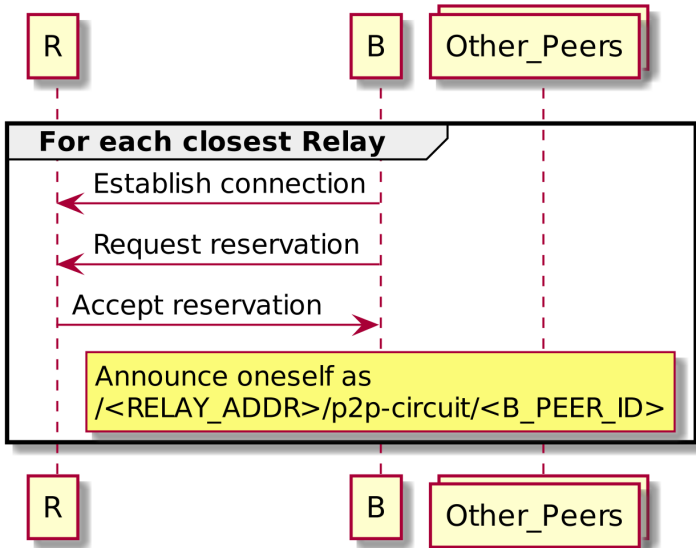 R
B
Other_Peers
For each closest Relay
Establish connection
Request reservation
Accept reservation
Announce oneself as
/<RELAY_ADDR>/p2p-circuit/<B_PEER_ID>
R
B
Other_Peers